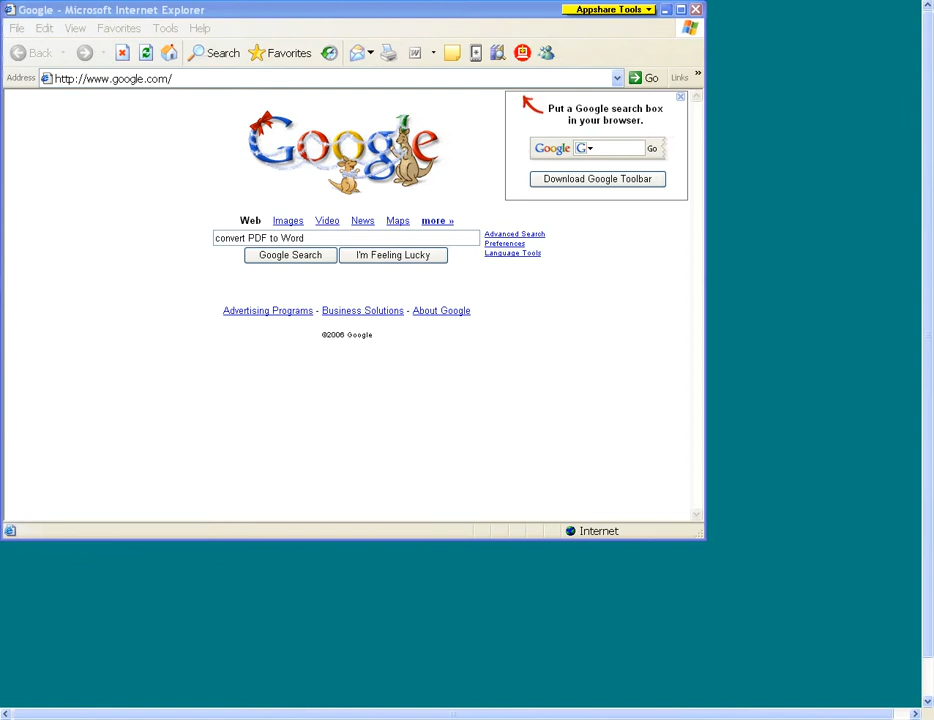 Google - Microsoft Internet Explorer
Appshare Tools
File Edit View Favorites Tools Help
Back Search Favorites
Address http://www.google.com/ Go Links »
Google
Put a Google search box
in your browser.
Google G Go
Download Google Toolbar
Web Images Video News Maps more »
convert PDF to Word
Advanced Search
Preferences
Language Tools
Google Search I'm Feeling Lucky
Advertising Programs - Business Solutions - About Google
©2006 Google
Internet